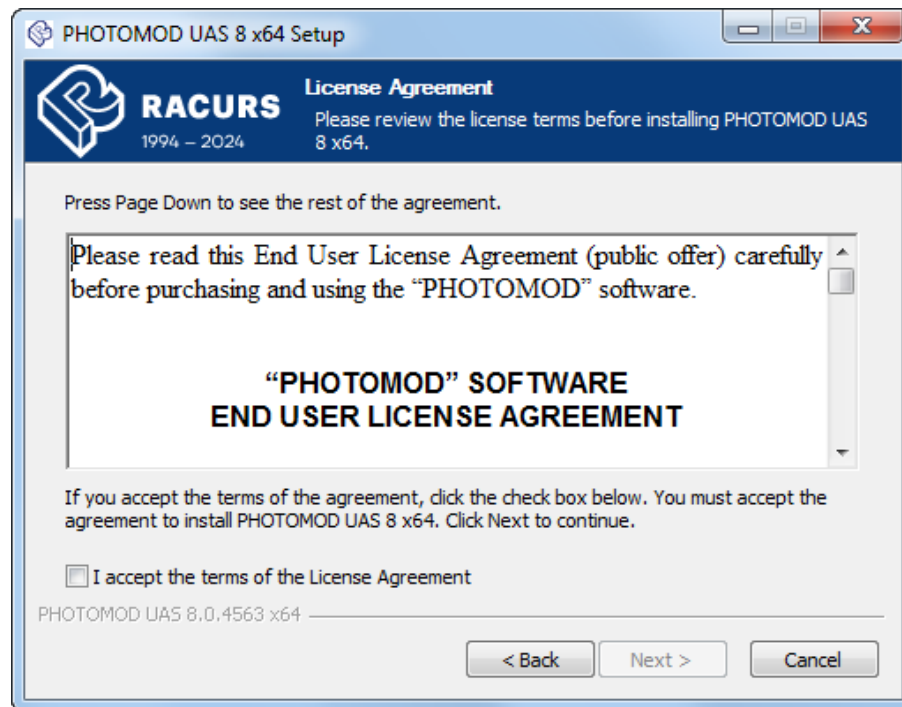 PHOTOMOD UAS 8 x64 Setup
RACURS
1994 – 2024
License Agreement
Please review the license terms before installing PHOTOMOD UAS
8 x64.
Press Page Down to see the rest of the agreement.
Please read this End User License Agreement (public offer) carefully
before purchasing and using the “PHOTOMOD” software.
“PHOTOMOD” SOFTWARE
END USER LICENSE AGREEMENT
If you accept the terms of the agreement, click the check box below. You must accept the
agreement to install PHOTOMOD UAS 8 x64. Click Next to continue.
I accept the terms of the License Agreement
PHOTOMOD UAS 8.0.4563 x64
< Back
Next >
Cancel